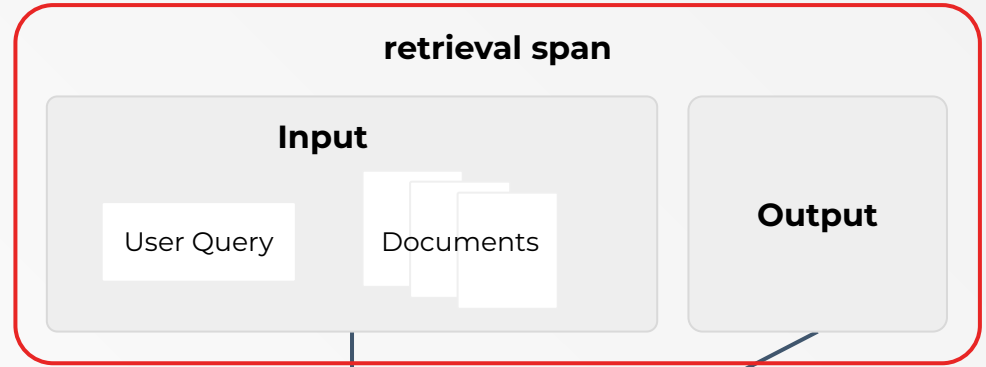 retrieval span
Input
User Query
Documents
Output